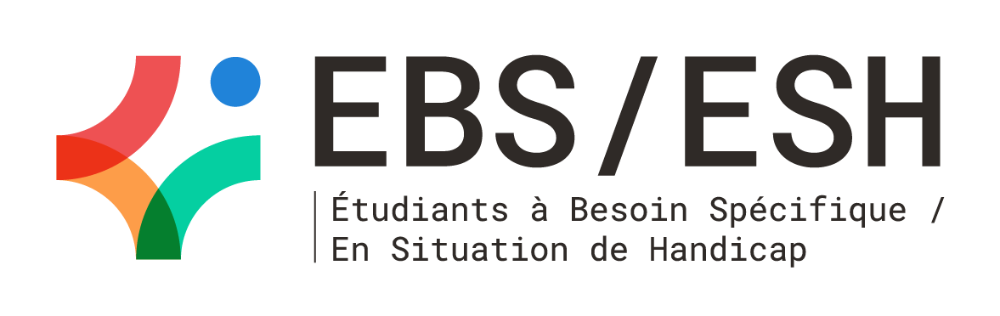 EBS/ESH
Étudiants à Besoin Spécifique /
En Situation de Handicap